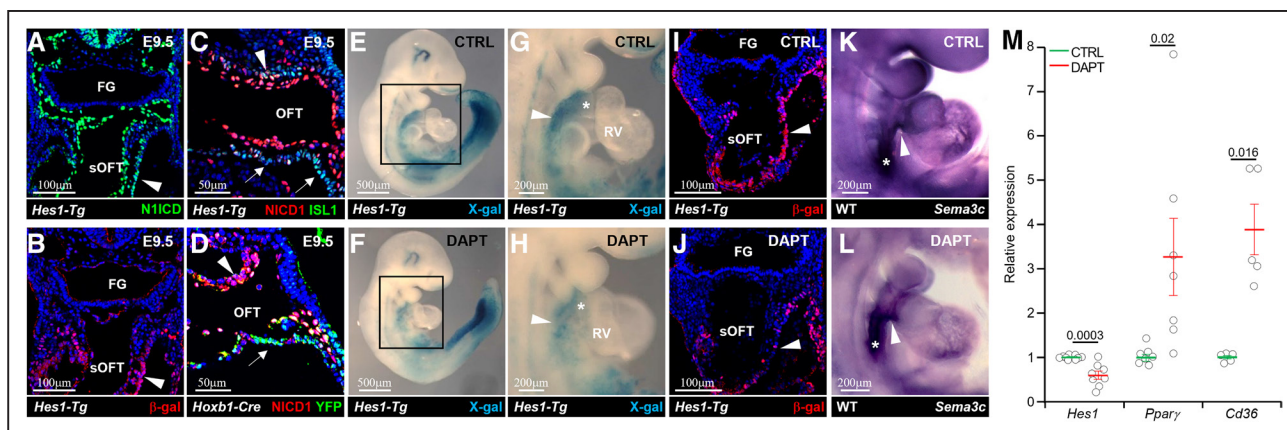 A E9.5
FG
sOFT
100µm
Hes1-Tg N1ICD
B E9.5
FG
sOFT
100µm
Hes1-Tg β-gal
C E9.5
OFT
50µm
Hes1-Tg NICD1 ISL1
D E9.5
OFT
50µm
Hoxb1-Cre NICD1 YFP
E CTRL
500µm
Hes1-Tg X-gal
F DAPT
500µm
Hes1-Tg X-gal
G CTRL
*
RV
200µm
Hes1-Tg X-gal
H DAPT
*
RV
200µm
Hes1-Tg X-gal
I CTRL
FG
sOFT
100µm
Hes1-Tg β-gal
J DAPT
FG
sOFT
100µm
Hes1-Tg β-gal
K CTRL
*
200µm
WT Sema3c
L DAPT
*
200µm
WT Sema3c
M
CTRL
DAPT
0.02
0.016
0.0003
Relative expression
8
7
6
5
4
3
2
1
0
Hes1 Pparγ Cd36